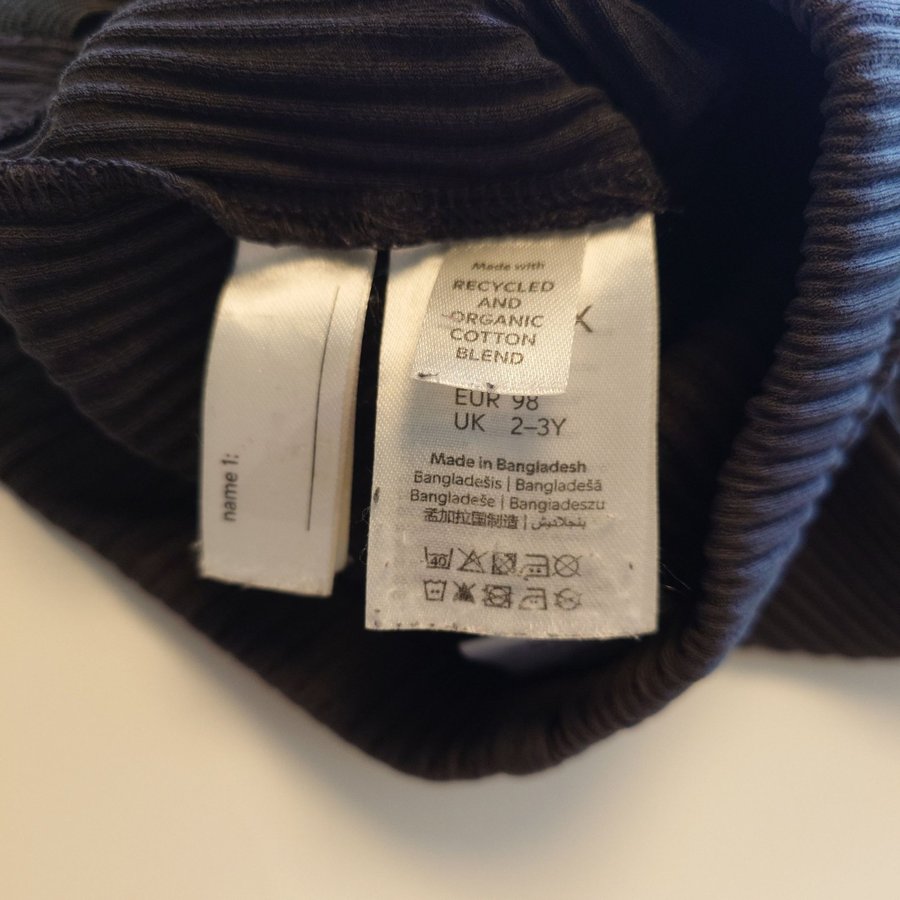 name 1:
Made with
RECYCLED
AND
ORGANIC
COTTON
BLEND
K
EUR 98
UK 2–3Y
Made in Bangladesh
Bangladešis | Bangladešā
Bangladeše | Bangladeszu
孟加拉国制造 | بنجلاديش
40